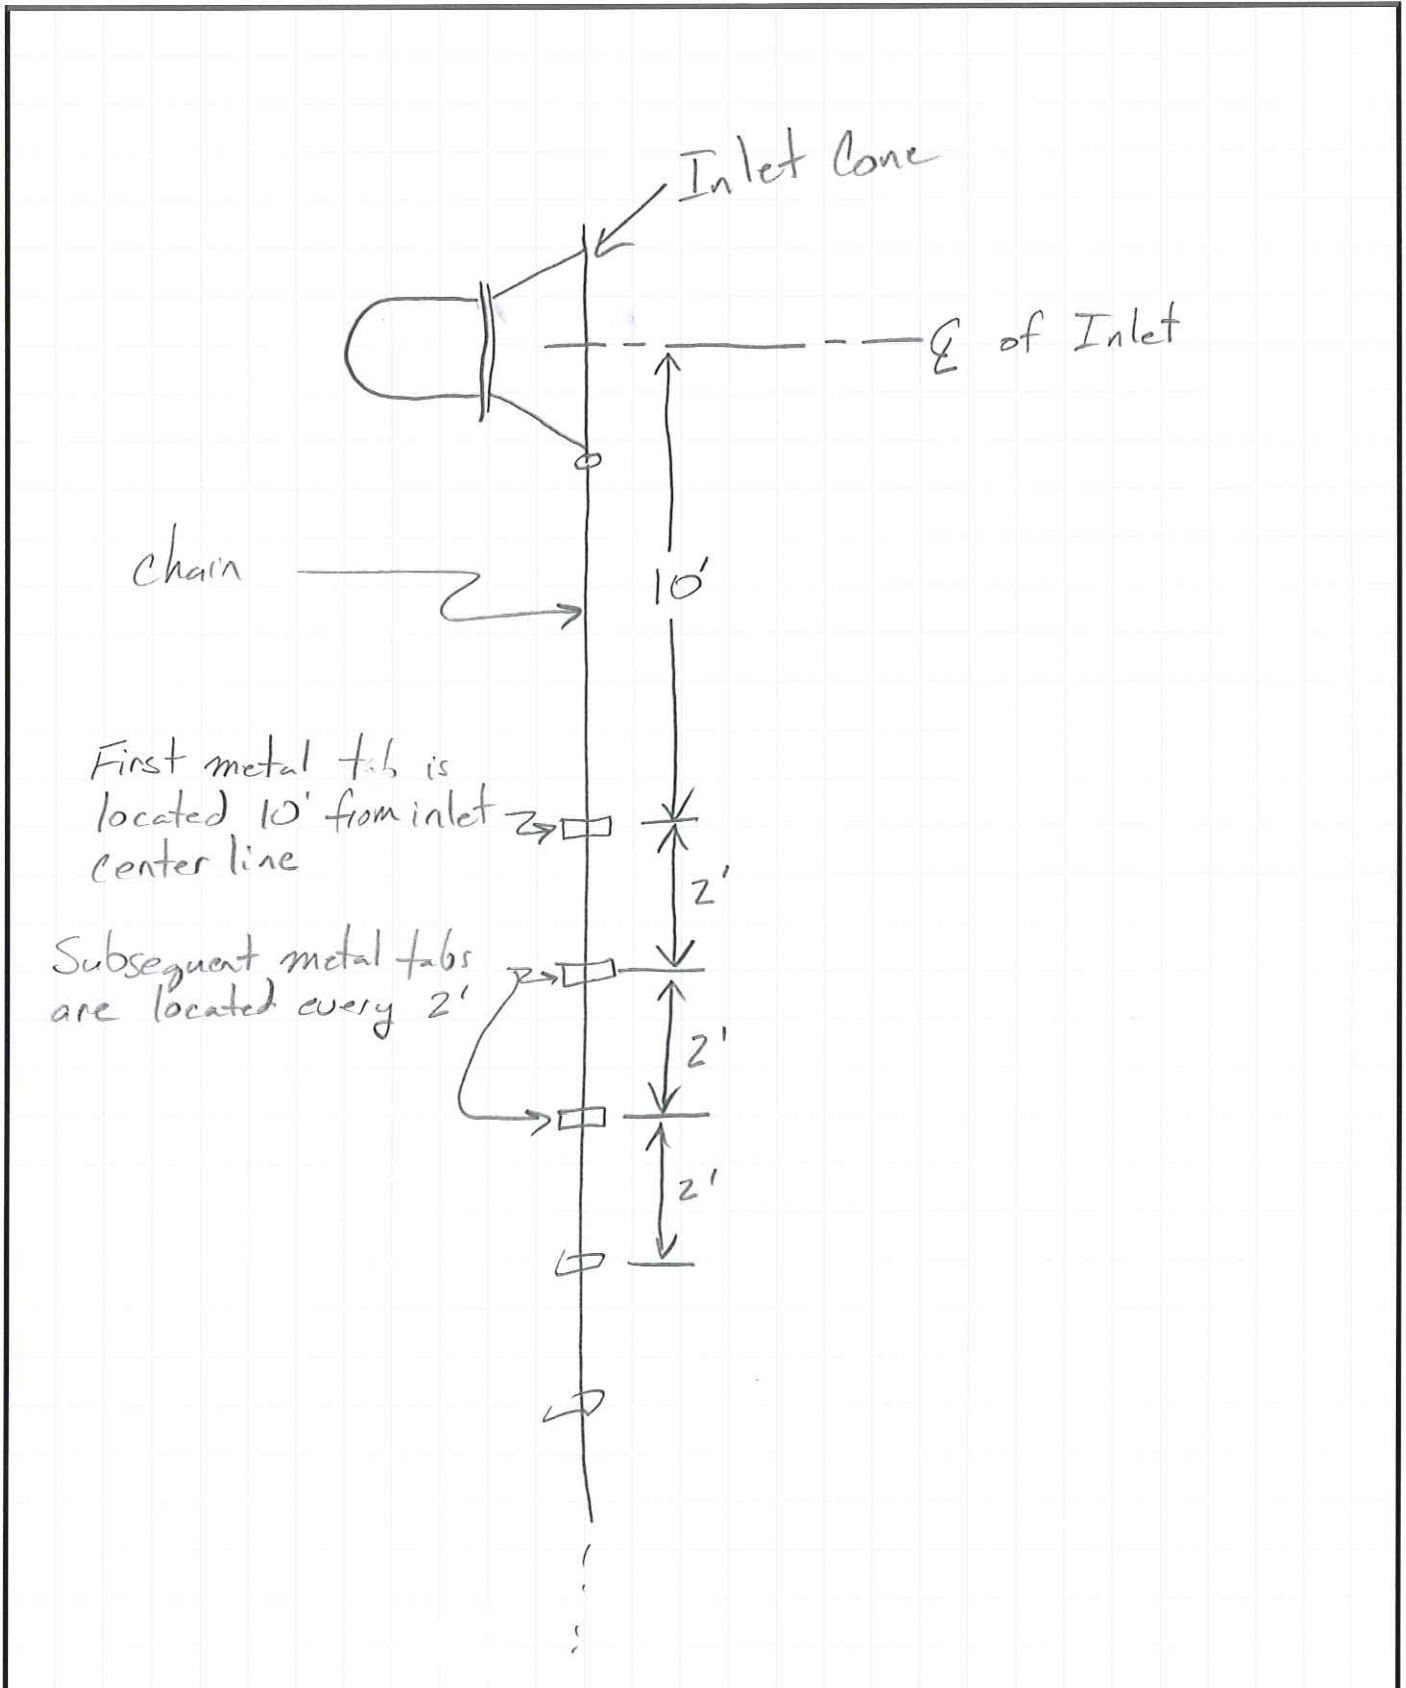 Inlet Cone
℄ of Inlet
chain
10'
First metal tab is
located 10' from inlet
center line
2'
Subsequent metal tabs
are located every 2'
2'
2'